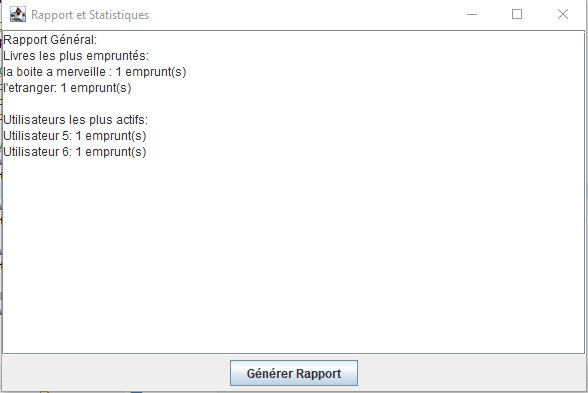 Rapport et Statistiques
Rapport Général:
Livres les plus empruntés:
la boite a merveille : 1 emprunt(s)
l'etranger: 1 emprunt(s)
Utilisateurs les plus actifs:
Utilisateur 5: 1 emprunt(s)
Utilisateur 6: 1 emprunt(s)
Générer Rapport